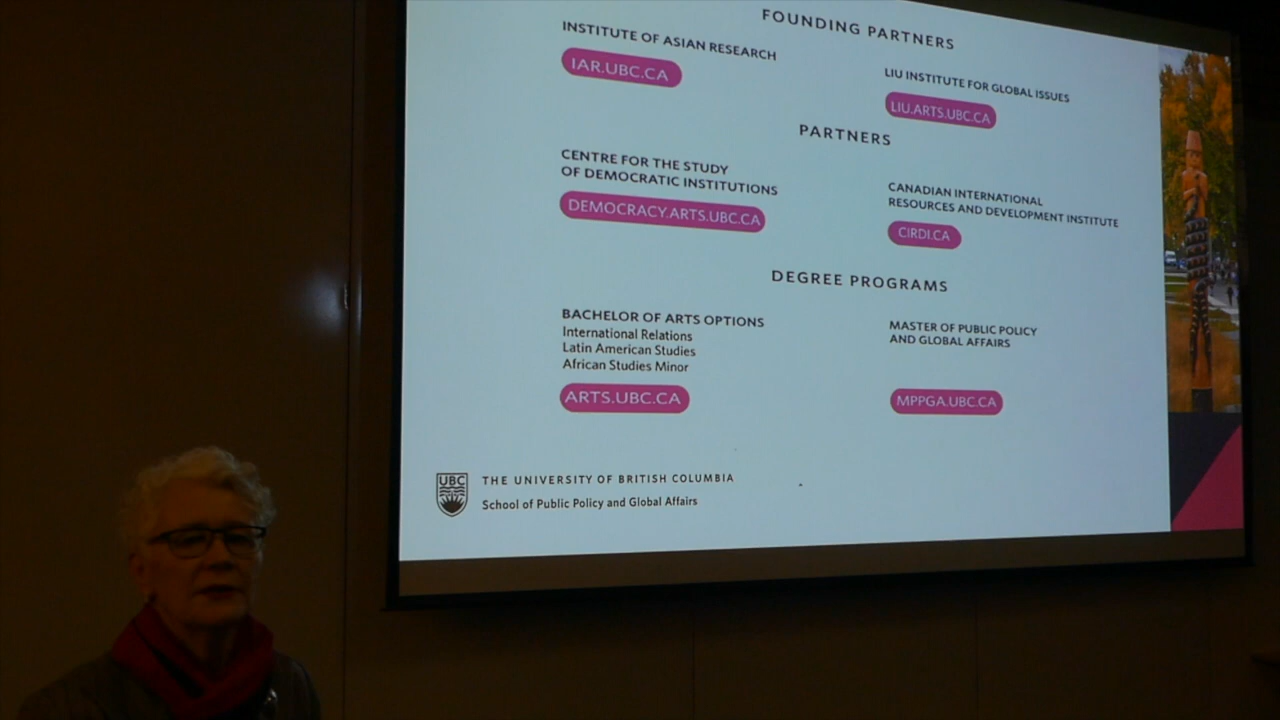 FOUNDING PARTNERS
INSTITUTE OF ASIAN RESEARCH
IAR.UBC.CA
LIU INSTITUTE FOR GLOBAL ISSUES
LIU.ARTS.UBC.CA
PARTNERS
CENTRE FOR THE STUDY
OF DEMOCRATIC INSTITUTIONS
DEMOCRACY.ARTS.UBC.CA
CANADIAN INTERNATIONAL
RESOURCES AND DEVELOPMENT INSTITUTE
CIRDI.CA
DEGREE PROGRAMS
BACHELOR OF ARTS OPTIONS
International Relations
Latin American Studies
African Studies Minor
ARTS.UBC.CA
MASTER OF PUBLIC POLICY
AND GLOBAL AFFAIRS
MPPGA.UBC.CA
UBC
THE UNIVERSITY OF BRITISH COLUMBIA
School of Public Policy and Global Affairs